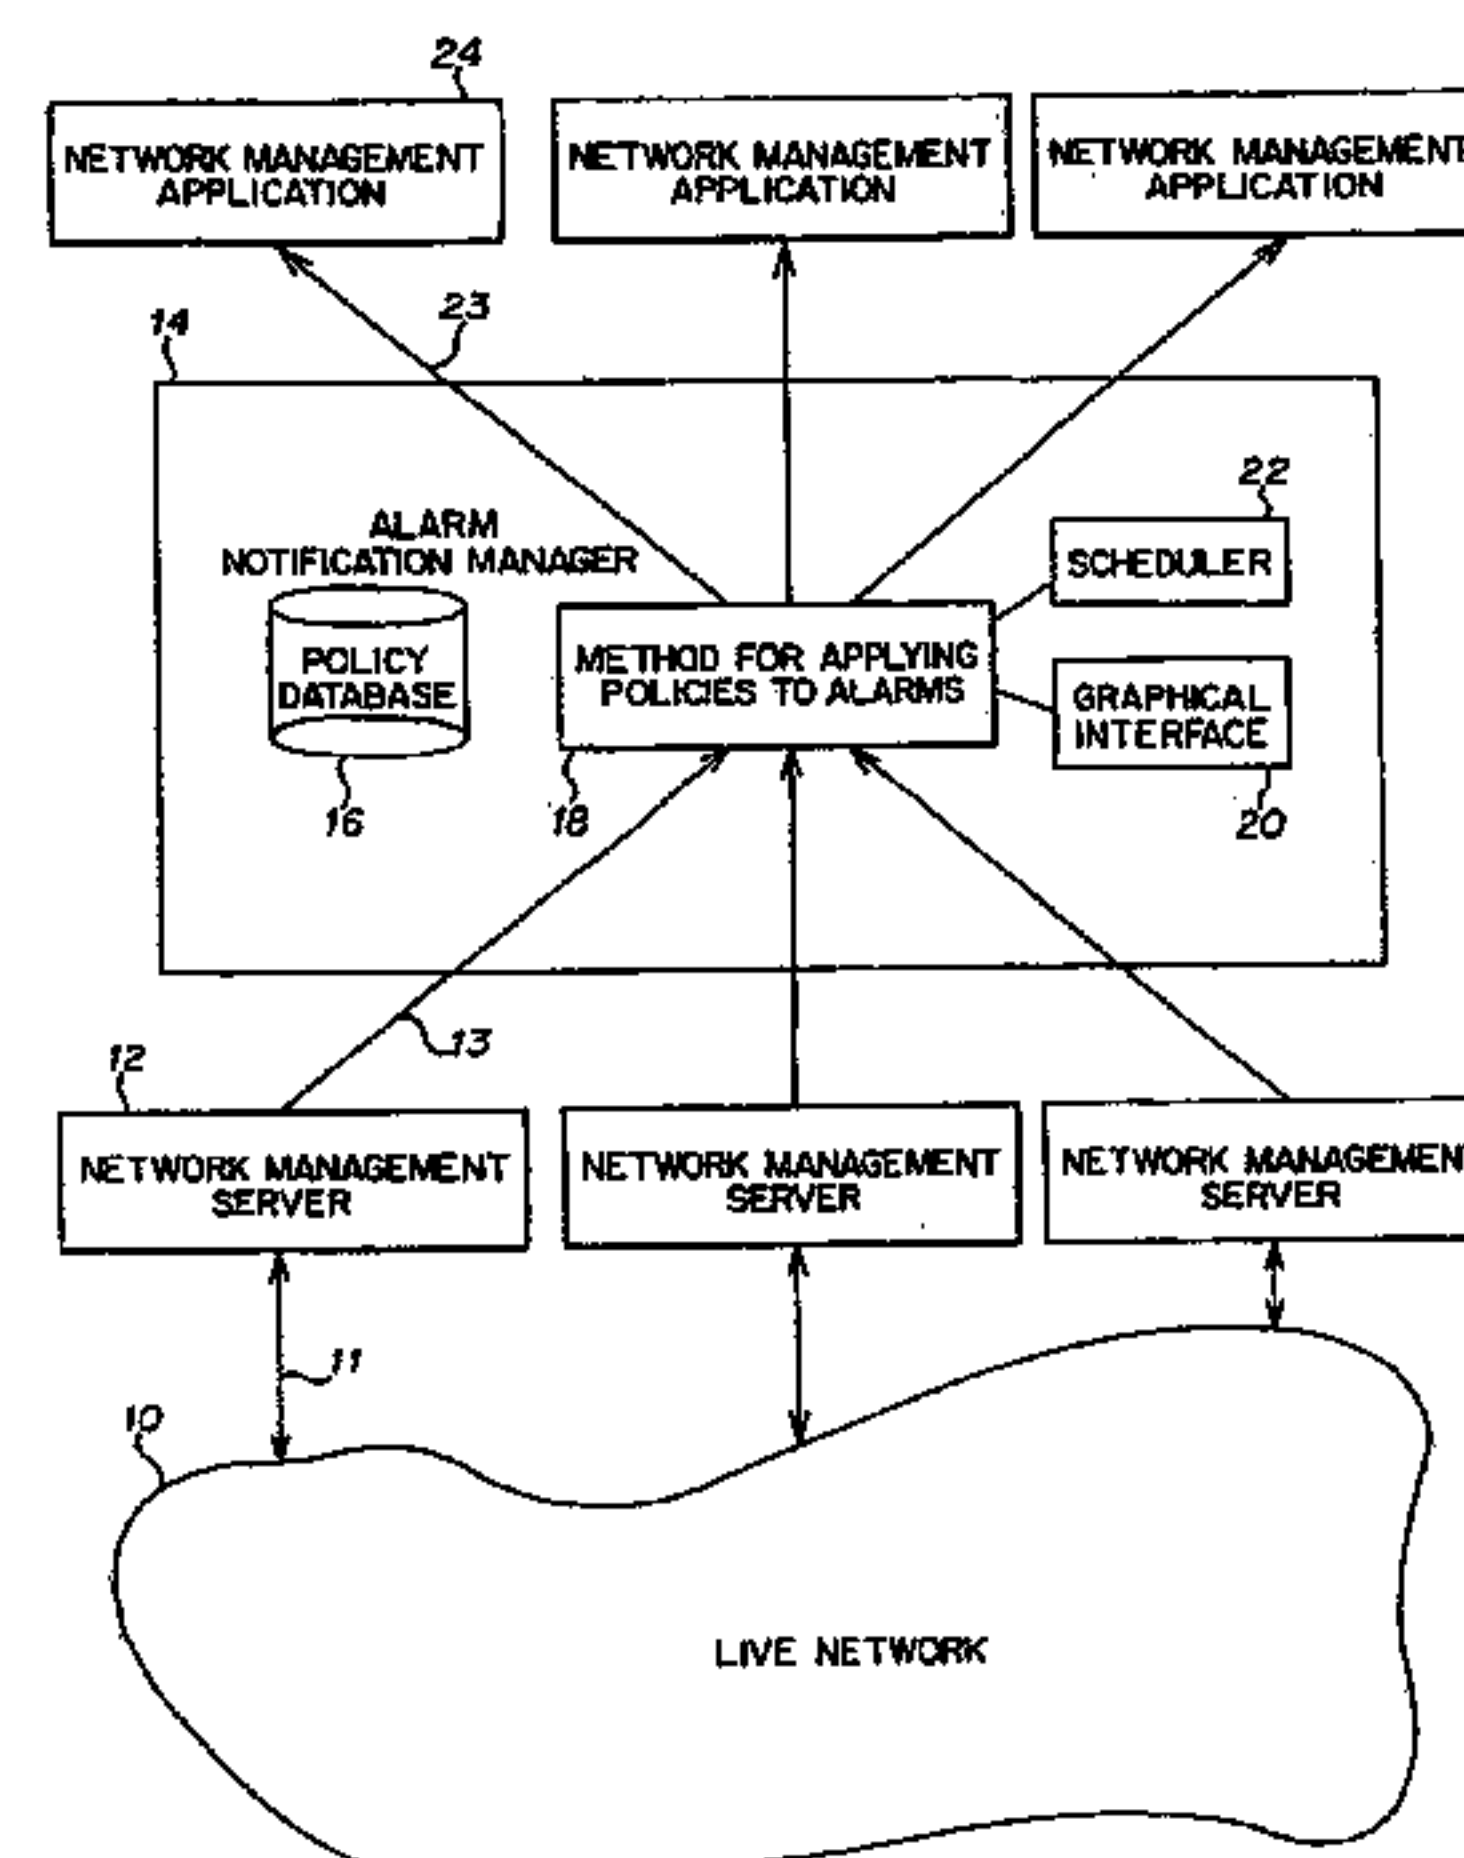 24
NETWORK MANAGEMENT
APPLICATION
NETWORK MANAGEMENT
APPLICATION
NETWORK MANAGEMENT
APPLICATION
14
23
ALARM
NOTIFICATION MANAGER
22
SCHEDULER
POLICY
DATABASE
METHOD FOR APPLYING
POLICIES TO ALARMS
GRAPHICAL
INTERFACE
16
18
20
13
12
NETWORK MANAGEMENT
SERVER
NETWORK MANAGEMENT
SERVER
NETWORK MANAGEMENT
SERVER
11
10
LIVE NETWORK